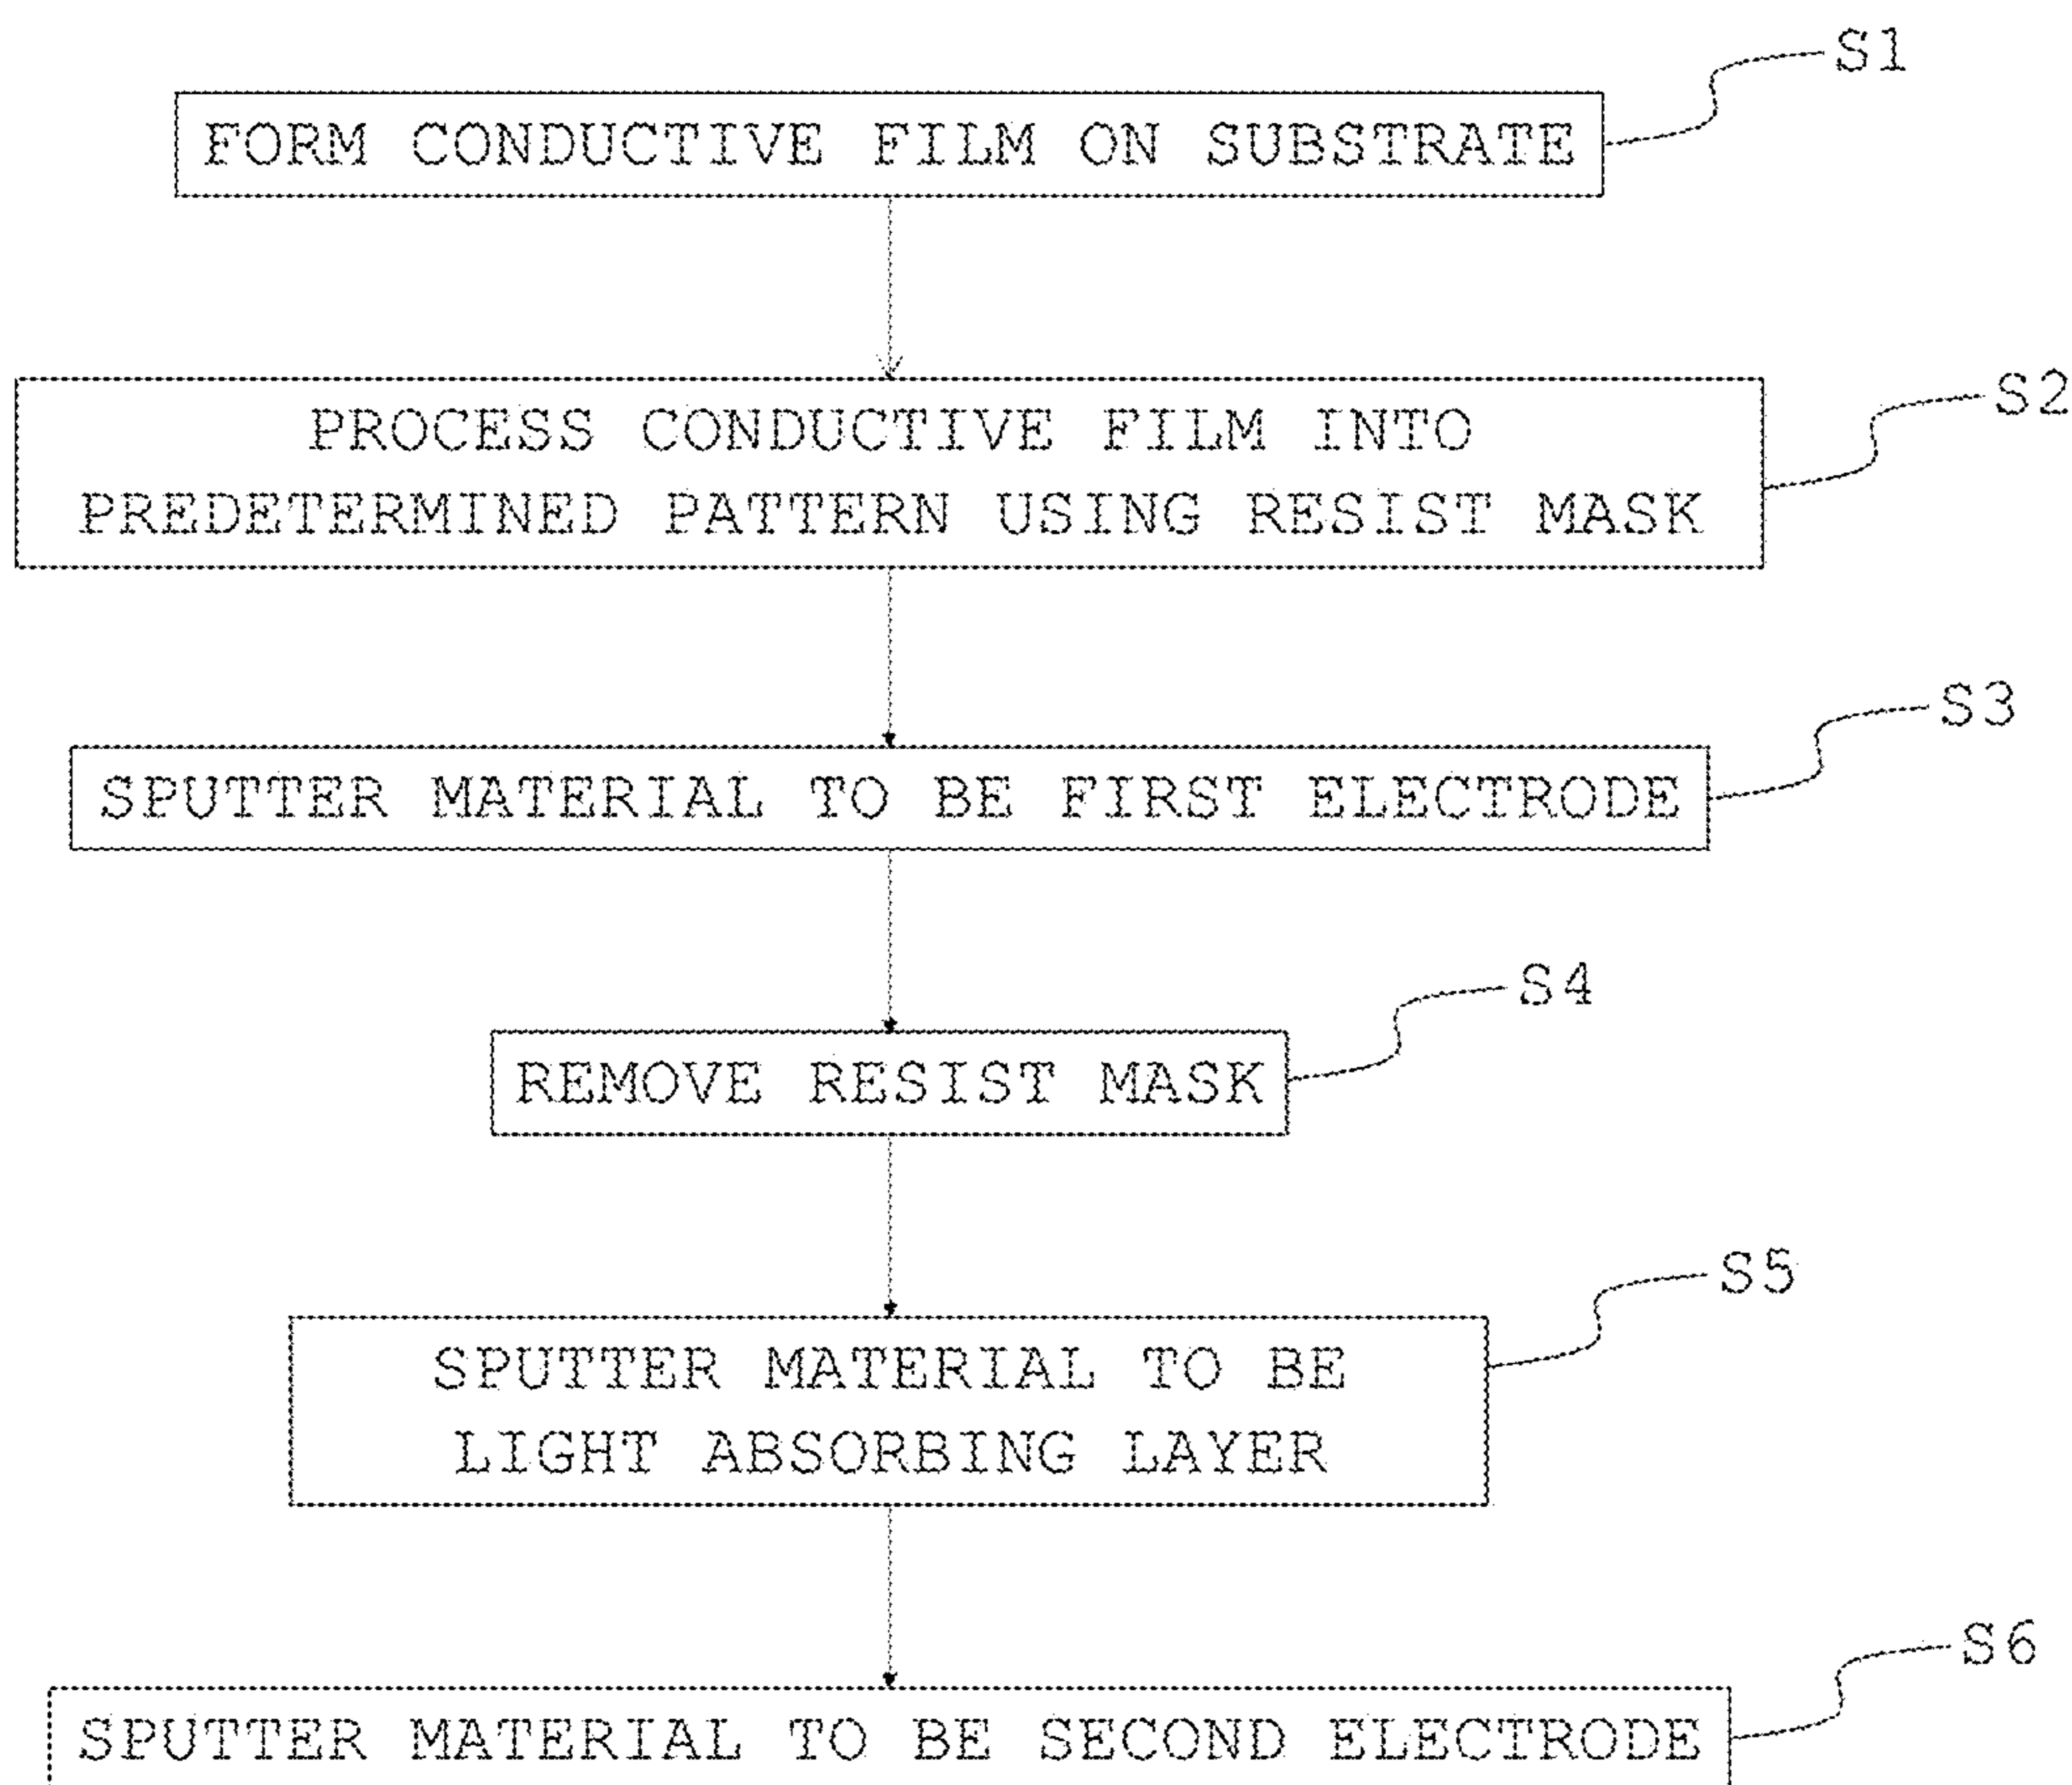 S1
FORM CONDUCTIVE FILM ON SUBSTRATE
S2
PROCESS CONDUCTIVE FILM INTO
PREDETERMINED PATTERN USING RESIST MASK
S3
SPUTTER MATERIAL TO BE FIRST ELECTRODE
S4
REMOVE RESIST MASK
S5
SPUTTER MATERIAL TO BE
LIGHT ABSORBING LAYER
S6
SPUTTER MATERIAL TO BE SECOND ELECTRODE